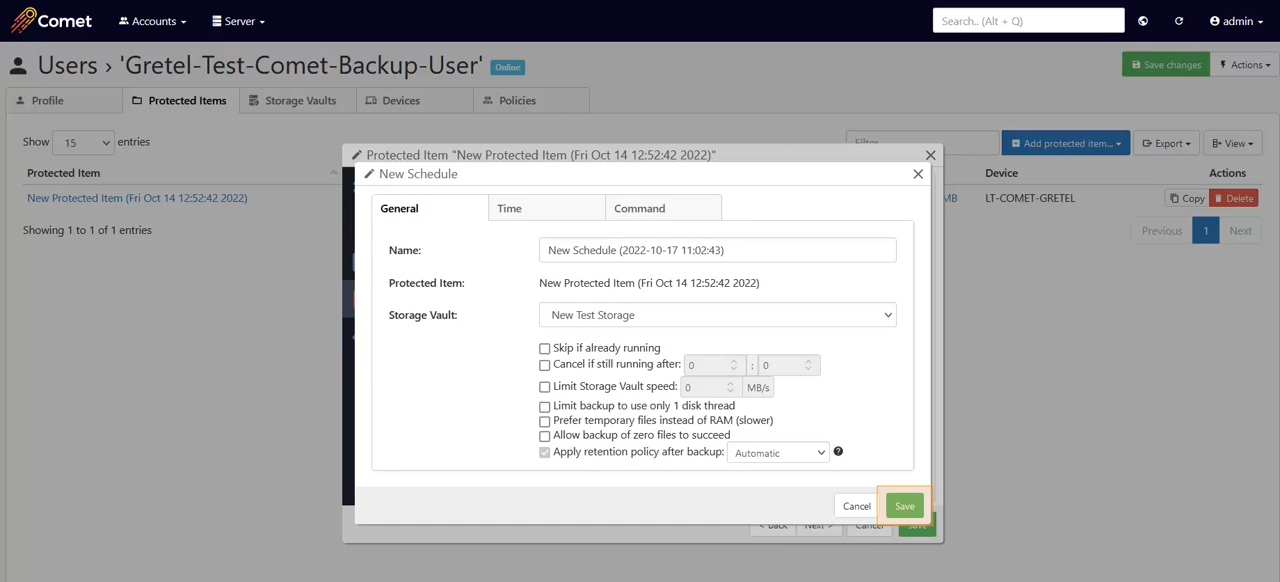 Comet Accounts Server Search.. (Alt + Q) admin
Users › 'Gretel-Test-Comet-Backup-User' Online Save changes Actions
Profile Protected Items Storage Vaults Devices Policies
Show 15 entries Filter Add protected item... Export View
Protected Item "New Protected Item (Fri Oct 14 12:52:42 2022)"
Protected Item Device Actions
New Protected Item (Fri Oct 14 12:52:42 2022) MB LT-COMET-GRETEL Copy Delete
Showing 1 to 1 of 1 entries Previous 1 Next
New Schedule
General Time Command
Name: New Schedule (2022-10-17 11:02:43)
Protected Item: New Protected Item (Fri Oct 14 12:52:42 2022)
Storage Vault: New Test Storage
Skip if already running
Cancel if still running after: 0 : 0
Limit Storage Vault speed: 0 MB/s
Limit backup to use only 1 disk thread
Prefer temporary files instead of RAM (slower)
Allow backup of zero files to succeed
Apply retention policy after backup: Automatic
Cancel Save
< Back Next > Cancel Save